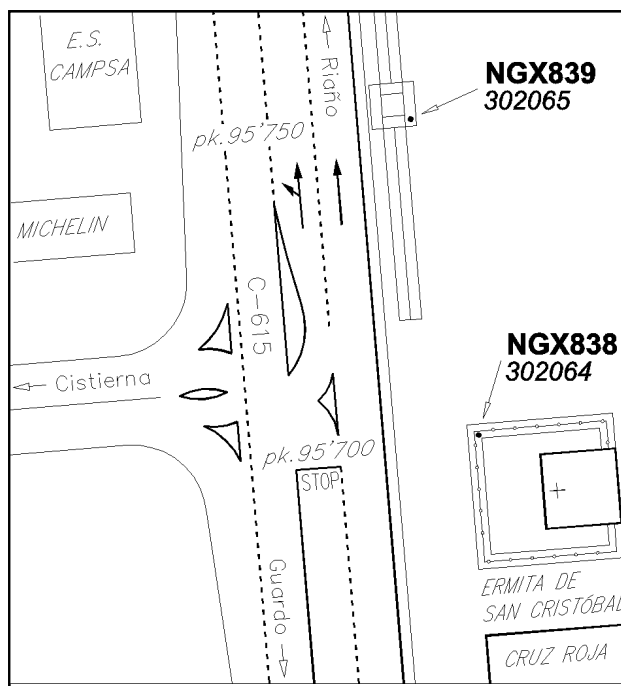 E.S.
CAMPSA
Riaño
NGX839
302065
pk.95'750
MICHELIN
C-615
NGX838
302064
Cistierna
pk.95'700
STOP
Guardo
ERMITA DE
SAN CRISTÓBAL
CRUZ ROJA